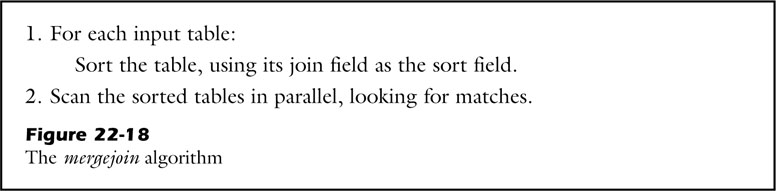 1. For each input table:
Sort the table, using its join field as the sort field.
2. Scan the sorted tables in parallel, looking for matches.
Figure 22-18
The mergejoin algorithm